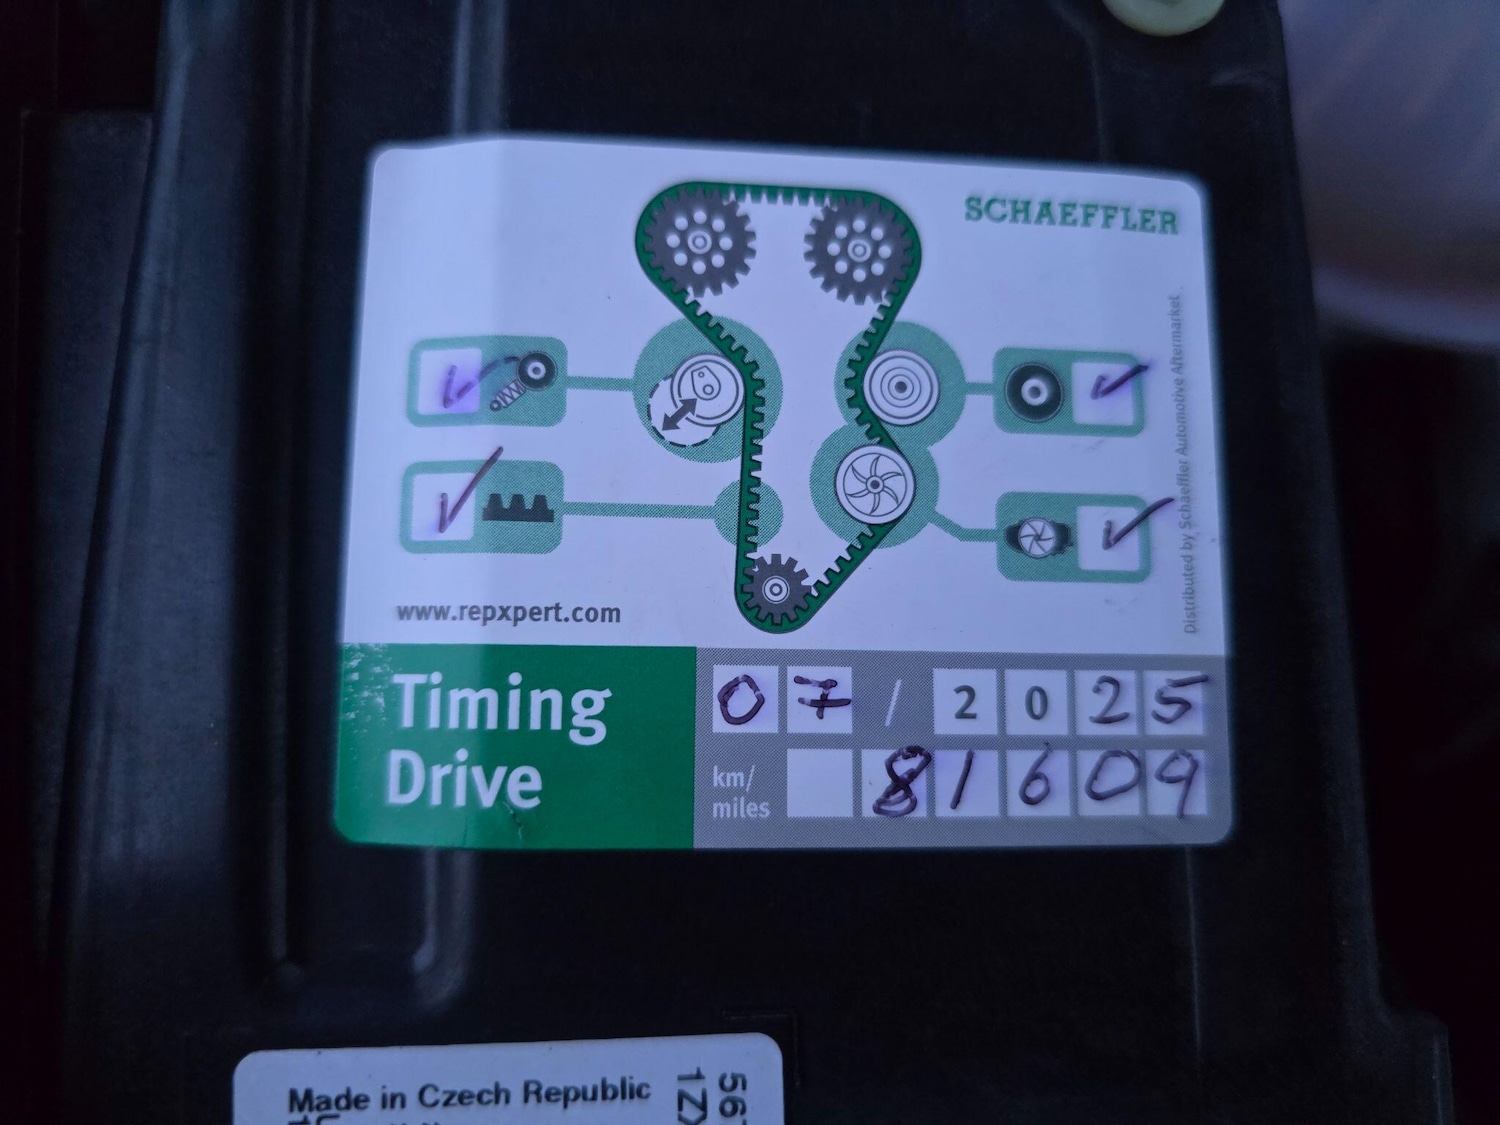 SCHAEFFLER
Distributed by Schaeffler Automotive Aftermarket
www.repxpert.com
Timing
Drive
07 / 2025
km/
miles
81609
Made in Czech Republic